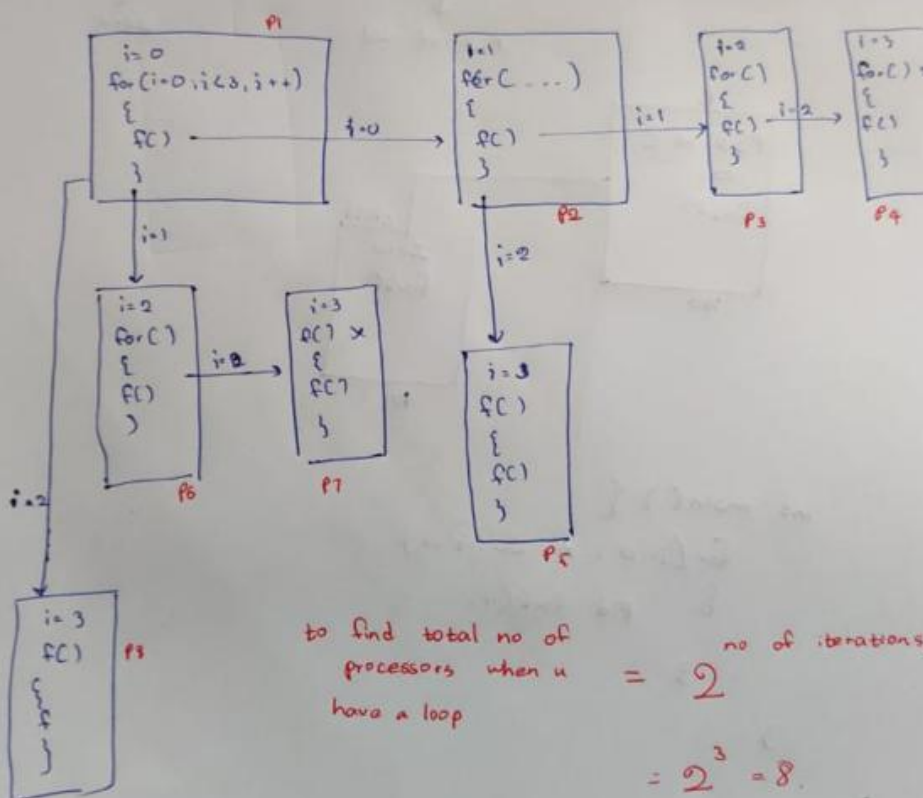 P1
i=0
for(i=0, i<3, i++)
{
f()
}
i=0
i=1
for(...)
{
f()
}
P2
i=1
i=2
for()
{
f()
}
P3
i=2
i=3
for()
{
f()
}
P4
i=1
i=2
for()
{
f()
}
P6
i=3
f() x
{
f()
}
P7
i=2
i=3
f()
{
f()
}
P5
i=2
i=3
f()
P8
to find total no of
processors when u
have a loop
= 2 no of iterations
= 2^3 = 8.